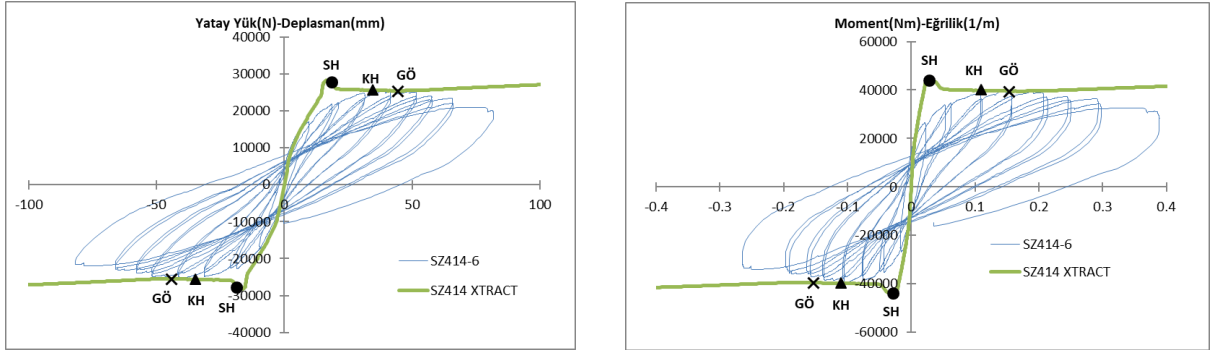 Yatay Yük(N)-Deplasman(mm)
40000
30000
20000
10000
0
-10000
-20000
-30000
-40000
-100
-50
0
50
100
SH
KH
GÖ
GÖ
KH
SH
SZ414-6
SZ414 XTRACT
Moment(Nm)-Eğrilik(1/m)
60000
40000
20000
0
-20000
-40000
-60000
-0.4
-0.3
-0.2
-0.1
0
0.1
0.2
0.3
0.4
SH
KH
GÖ
GÖ
KH
SH
SZ414-6
SZ414 XTRACT